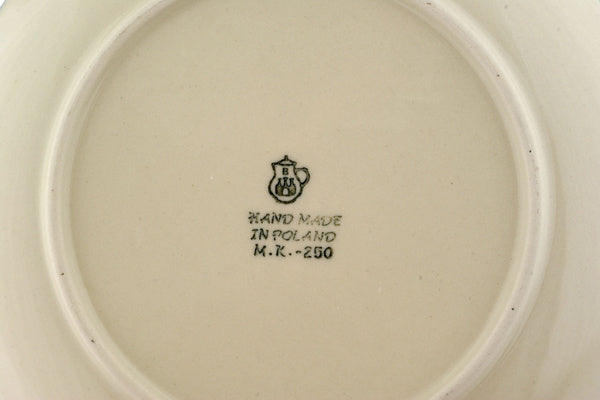 B
HAND MADE
IN POLAND
M.K.-250